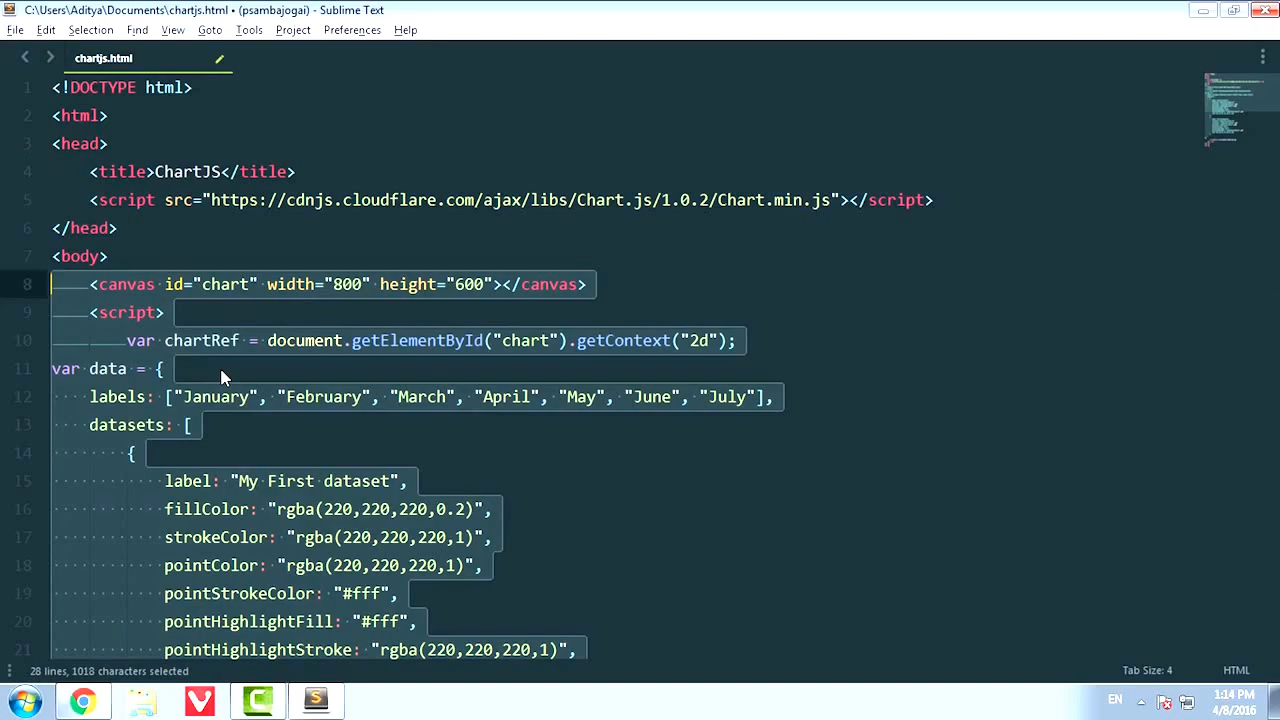 C:\Users\Aditya\Documents\chartjs.html • (psambajogai) - Sublime Text
File Edit Selection Find View Goto Tools Project Preferences Help
chartjs.html
1 <!DOCTYPE html>
2 <html>
3 <head>
4 <title>ChartJS</title>
5 <script src="https://cdnjs.cloudflare.com/ajax/libs/Chart.js/1.0.2/Chart.min.js"></script>
6 </head>
7 <body>
8 <canvas id="chart" width="800" height="600"></canvas>
9 <script>
10 var chartRef = document.getElementById("chart").getContext("2d");
11 var data = {
12 labels: ["January", "February", "March", "April", "May", "June", "July"],
13 datasets: [
14 {
15 label: "My First dataset",
16 fillColor: "rgba(220,220,220,0.2)",
17 strokeColor: "rgba(220,220,220,1)",
18 pointColor: "rgba(220,220,220,1)",
19 pointStrokeColor: "#fff",
20 pointHighlightFill: "#fff",
21 pointHighlightStroke: "rgba(220,220,220,1)",
28 lines, 1018 characters selected
Tab Size: 4
HTML
EN
1:14 PM
4/8/2016